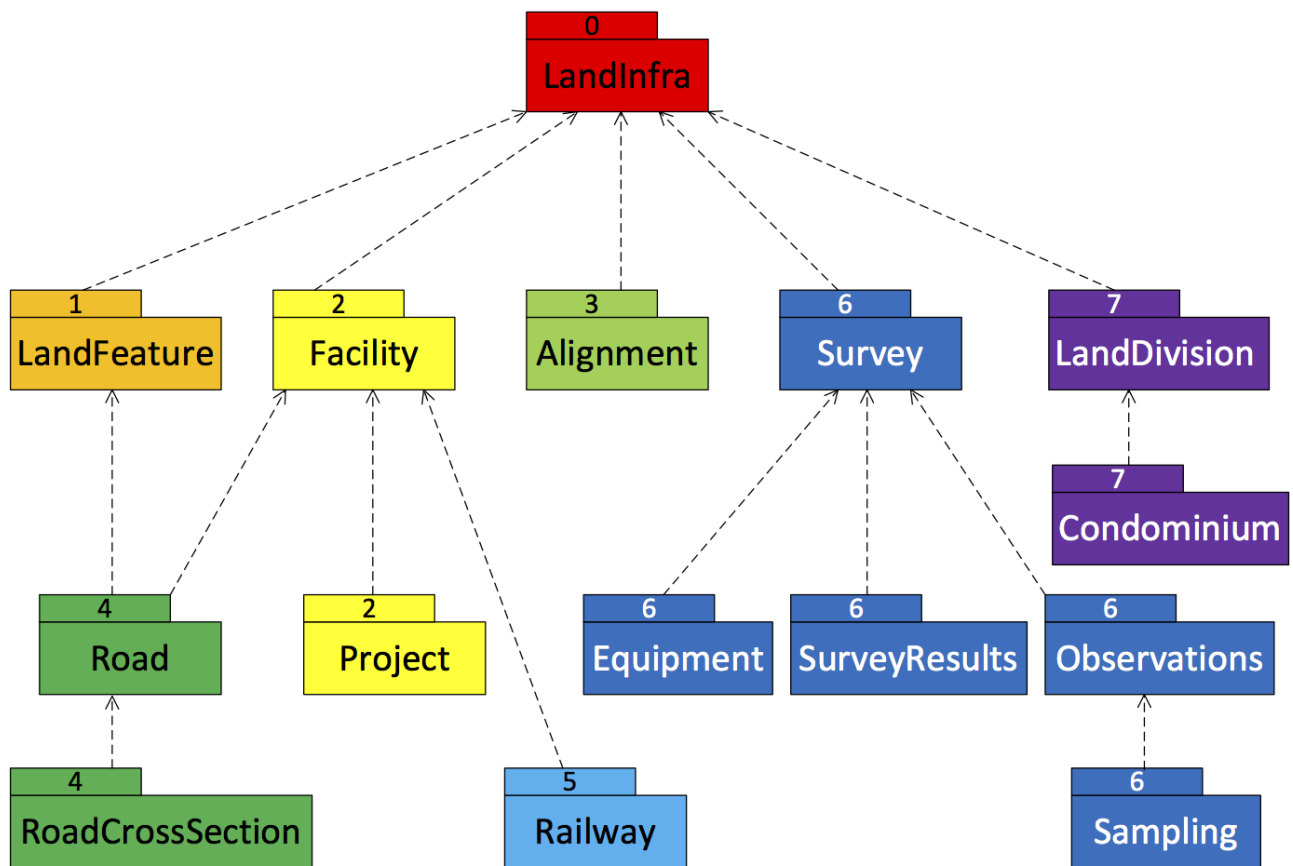 0
LandInfra
1
LandFeature
2
Facility
3
Alignment
6
Survey
7
LandDivision
7
Condominium
4
Road
2
Project
6
Equipment
6
SurveyResults
6
Observations
4
RoadCrossSection
5
Railway
6
Sampling